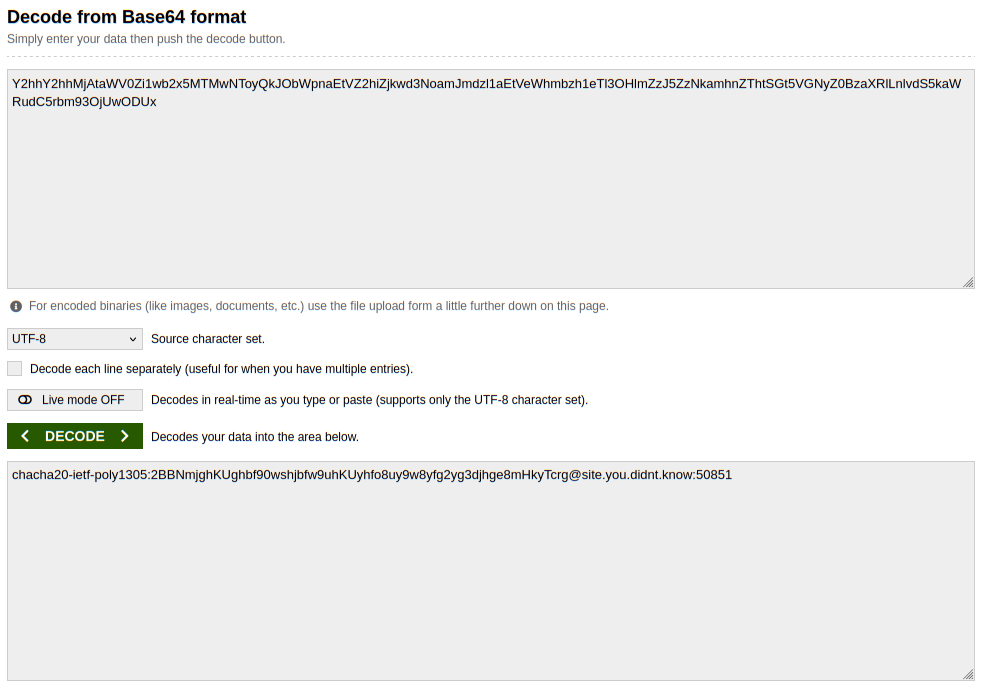 Decode from Base64 format
Simply enter your data then push the decode button.
Y2hhY2hhMjAtaWV0Zi1wb2x5MTMwNToyQkJObWpnaEtVZ2hiZjkwd3NoamJmdzl1aEtVeWhmbzh1eTl3OHlmZzJ5ZzNkamhnZThtSGt5VGNyZ0BzaXRlLnlvdS5kaW
RudC5rbm93OjUwODUx
For encoded binaries (like images, documents, etc.) use the file upload form a little further down on this page.
UTF-8 Source character set.
Decode each line separately (useful for when you have multiple entries).
Live mode OFF Decodes in real-time as you type or paste (supports only the UTF-8 character set).
DECODE Decodes your data into the area below.
chacha20-ietf-poly1305:2BBNmjghKUghbf90wshjbfw9uhKUyhfo8uy9w8yfg2yg3djhge8mHkyTcrg@site.you.didnt.know:50851